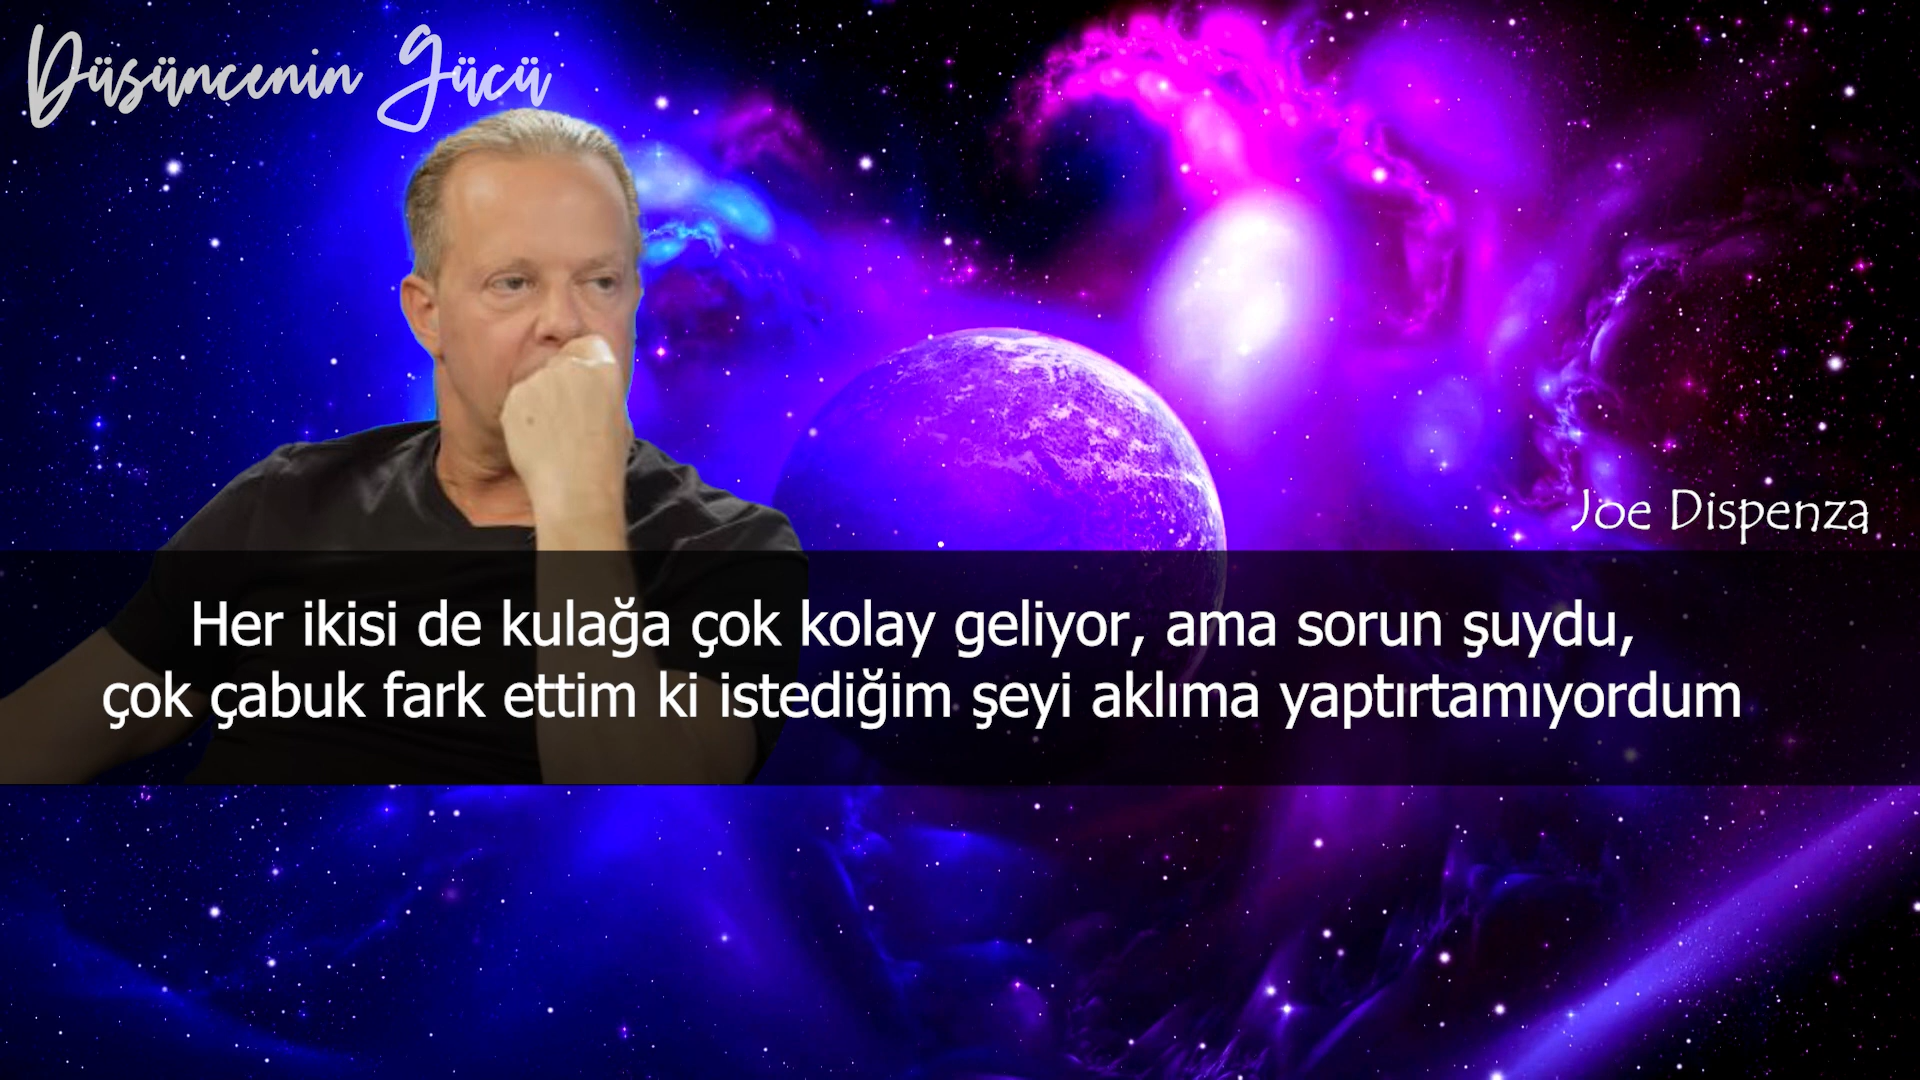 Düsüncenin Gücü
Joe Dispenza
Her ikisi de kulağa çok kolay geliyor, ama sorun şuydu,
çok çabuk fark ettim ki istediğim şeyi aklıma yaptırtamıyordum